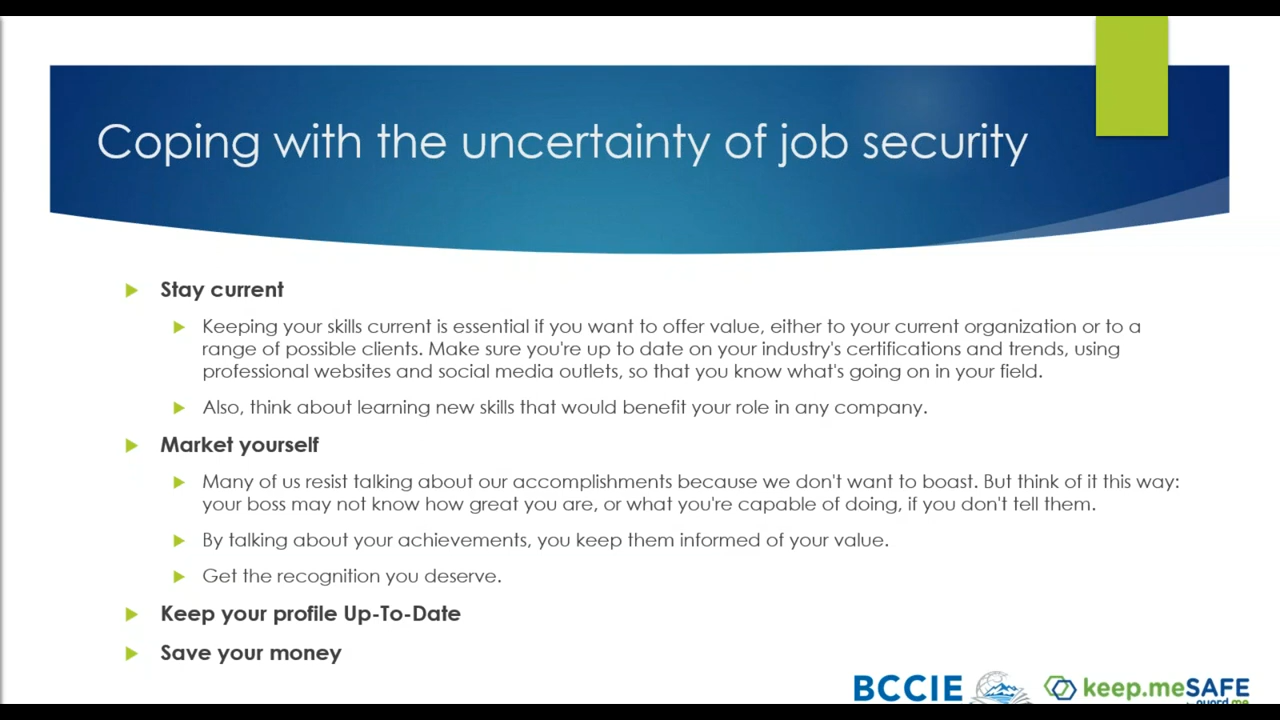 Coping with the uncertainty of job security
Stay current
Keeping your skills current is essential if you want to offer value, either to your current organization or to a
range of possible clients. Make sure you're up to date on your industry's certifications and trends, using
professional websites and social media outlets, so that you know what's going on in your field.
Also, think about learning new skills that would benefit your role in any company.
Market yourself
Many of us resist talking about our accomplishments because we don't want to boast. But think of it this way:
your boss may not know how great you are, or what you're capable of doing, if you don't tell them.
By talking about your achievements, you keep them informed of your value.
Get the recognition you deserve.
Keep your profile Up-To-Date
Save your money
BCCIE
keep.meSAFE
guard.me